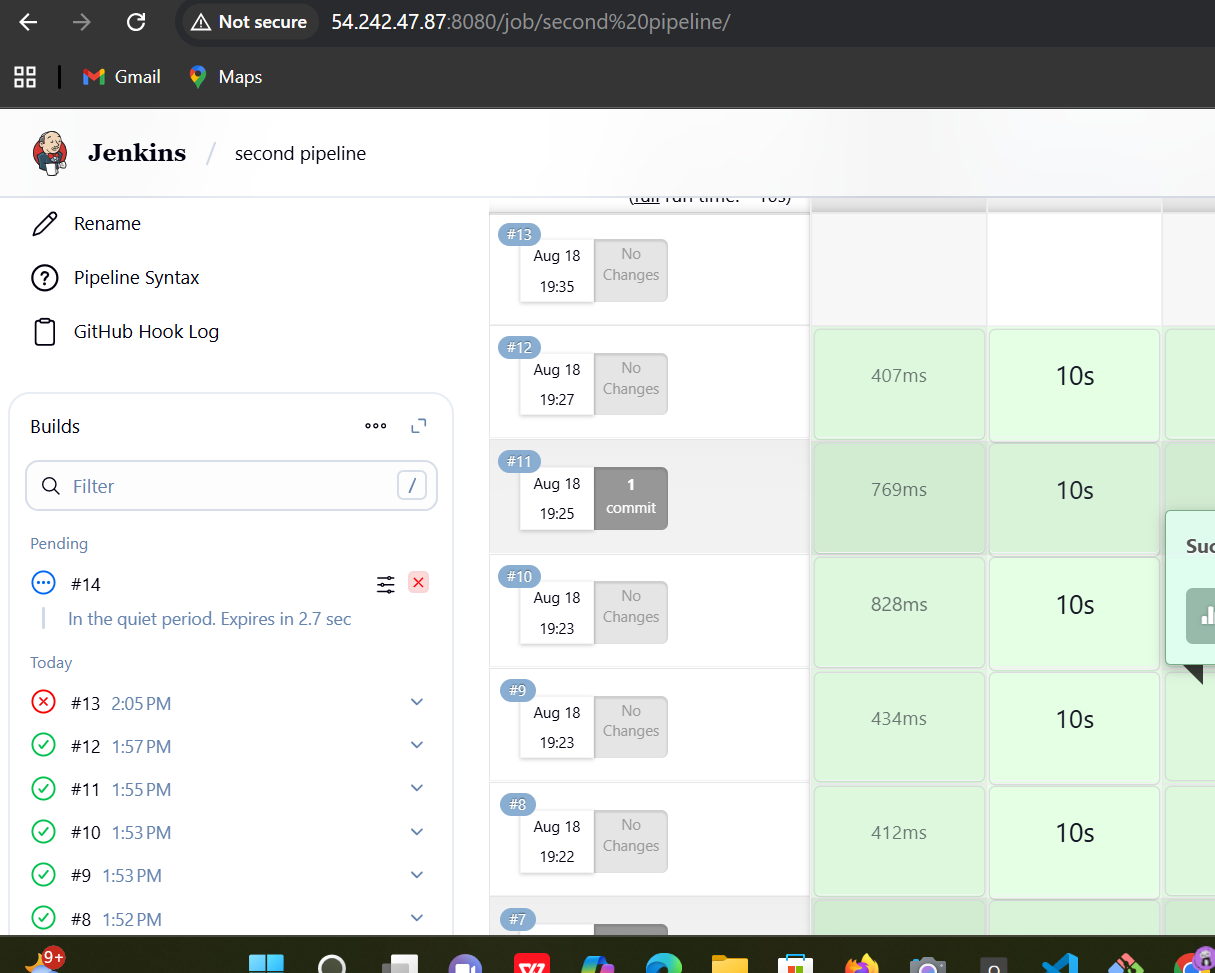 Not secure 54.242.47.87:8080/job/second%20pipeline/
Gmail Maps
Jenkins / second pipeline
(full run time: ~10s)
Rename
Pipeline Syntax
GitHub Hook Log
Builds
Filter /
Pending
#14
In the quiet period. Expires in 2.7 sec
Today
#13 2:05 PM
#12 1:57 PM
#11 1:55 PM
#10 1:53 PM
#9 1:53 PM
#8 1:52 PM
#13
Aug 18
19:35
No
Changes
#12
Aug 18
19:27
No
Changes
407ms
10s
#11
Aug 18
19:25
1
commit
769ms
10s
Suc
#10
Aug 18
19:23
No
Changes
828ms
10s
#9
Aug 18
19:23
No
Changes
434ms
10s
#8
Aug 18
19:22
No
Changes
412ms
10s
#7
9+